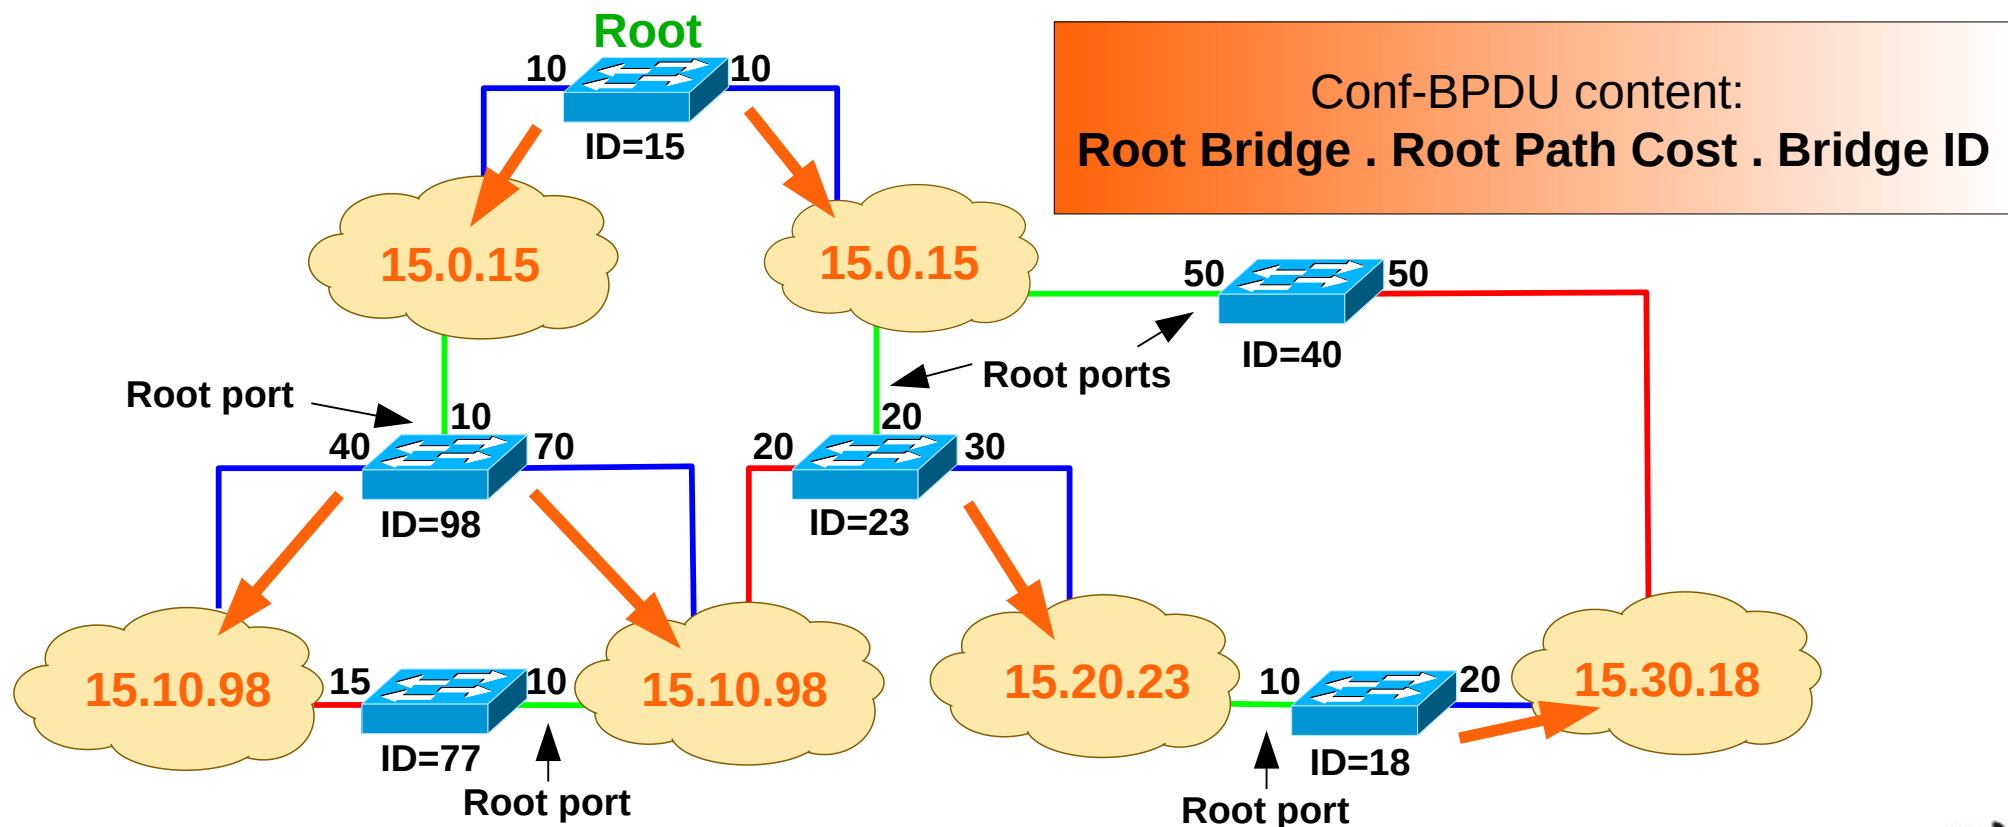 Root
10
10
ID=15
Conf-BPDU content:
Root Bridge . Root Path Cost . Bridge ID
15.0.15
15.0.15
50
50
ID=40
Root ports
Root port
10
40
70
ID=98
20
20
30
ID=23
15.10.98
15
10
ID=77
Root port
15.10.98
15.20.23
10
20
ID=18
Root port
15.30.18